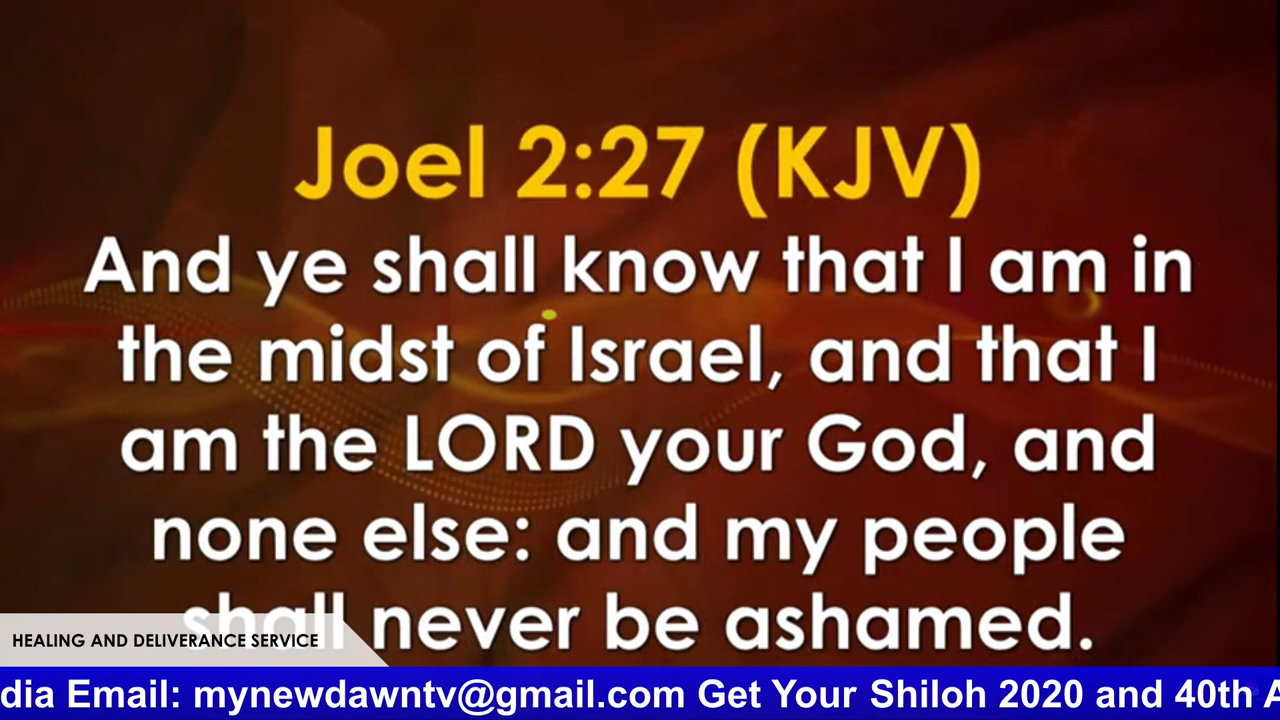 Joel 2:27 (KJV)
And ye shall know that I am in
the midst of Israel, and that I
am the LORD your God, and
none else: and my people
shall never be ashamed.
HEALING AND DELIVERANCE SERVICE
dia Email: mynewdawntv@gmail.com Get Your Shiloh 2020 and 40th A